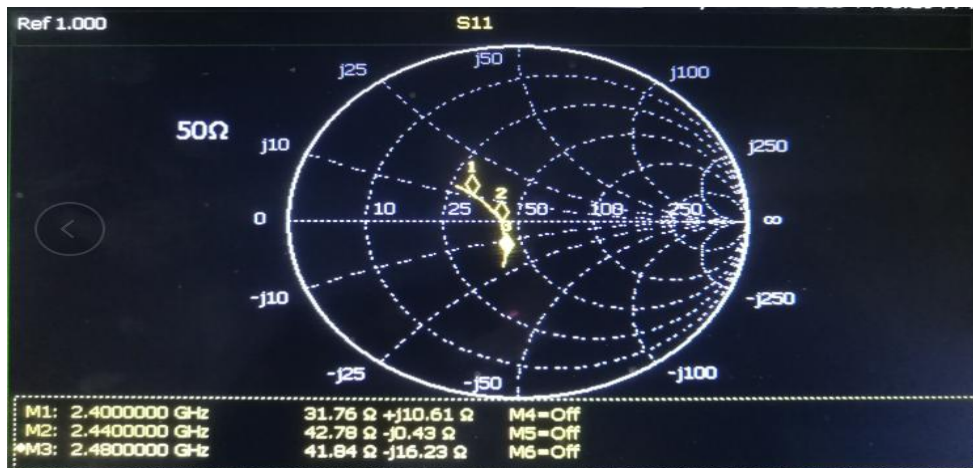 Ref 1.000 S11
j50
j25 j100
50Ω
j10 j250
1
2
0 10 25 50 100 250 ∞
3
-j10 -j250
-j25 -j50 -j100
M1: 2.4000000 GHz 31.76 Ω +j10.61 Ω M4=Off
M2: 2.4400000 GHz 42.78 Ω -j0.43 Ω M5=Off
M3: 2.4800000 GHz 41.84 Ω -j16.23 Ω M6=Off